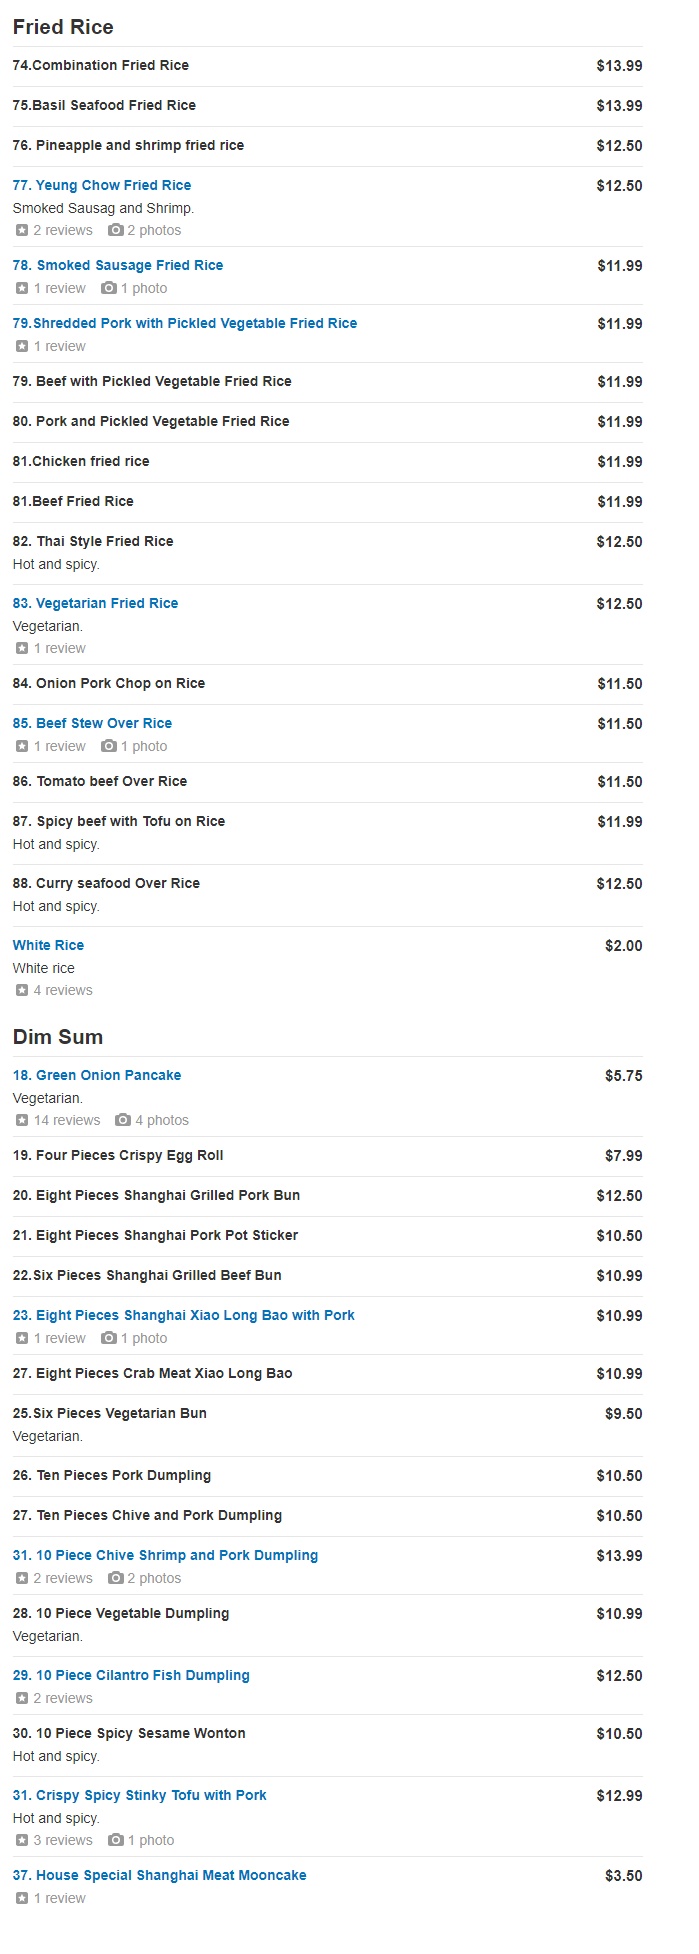 Fried Rice
74.Combination Fried Rice $13.99
75.Basil Seafood Fried Rice $13.99
76. Pineapple and shrimp fried rice $12.50
77. Yeung Chow Fried Rice $12.50
Smoked Sausag and Shrimp.
2 reviews 2 photos
78. Smoked Sausage Fried Rice $11.99
1 review 1 photo
79.Shredded Pork with Pickled Vegetable Fried Rice $11.99
1 review
79. Beef with Pickled Vegetable Fried Rice $11.99
80. Pork and Pickled Vegetable Fried Rice $11.99
81.Chicken fried rice $11.99
81.Beef Fried Rice $11.99
82. Thai Style Fried Rice $12.50
Hot and spicy.
83. Vegetarian Fried Rice $12.50
Vegetarian.
1 review
84. Onion Pork Chop on Rice $11.50
85. Beef Stew Over Rice $11.50
1 review 1 photo
86. Tomato beef Over Rice $11.50
87. Spicy beef with Tofu on Rice $11.99
Hot and spicy.
88. Curry seafood Over Rice $12.50
Hot and spicy.
White Rice $2.00
White rice
4 reviews
Dim Sum
18. Green Onion Pancake $5.75
Vegetarian.
14 reviews 4 photos
19. Four Pieces Crispy Egg Roll $7.99
20. Eight Pieces Shanghai Grilled Pork Bun $12.50
21. Eight Pieces Shanghai Pork Pot Sticker $10.50
22.Six Pieces Shanghai Grilled Beef Bun $10.99
23. Eight Pieces Shanghai Xiao Long Bao with Pork $10.99
1 review 1 photo
27. Eight Pieces Crab Meat Xiao Long Bao $10.99
25.Six Pieces Vegetarian Bun $9.50
Vegetarian.
26. Ten Pieces Pork Dumpling $10.50
27. Ten Pieces Chive and Pork Dumpling $10.50
31. 10 Piece Chive Shrimp and Pork Dumpling $13.99
2 reviews 2 photos
28. 10 Piece Vegetable Dumpling $10.99
Vegetarian.
29. 10 Piece Cilantro Fish Dumpling $12.50
2 reviews
30. 10 Piece Spicy Sesame Wonton $10.50
Hot and spicy.
31. Crispy Spicy Stinky Tofu with Pork $12.99
Hot and spicy.
3 reviews 1 photo
37. House Special Shanghai Meat Mooncake $3.50
1 review